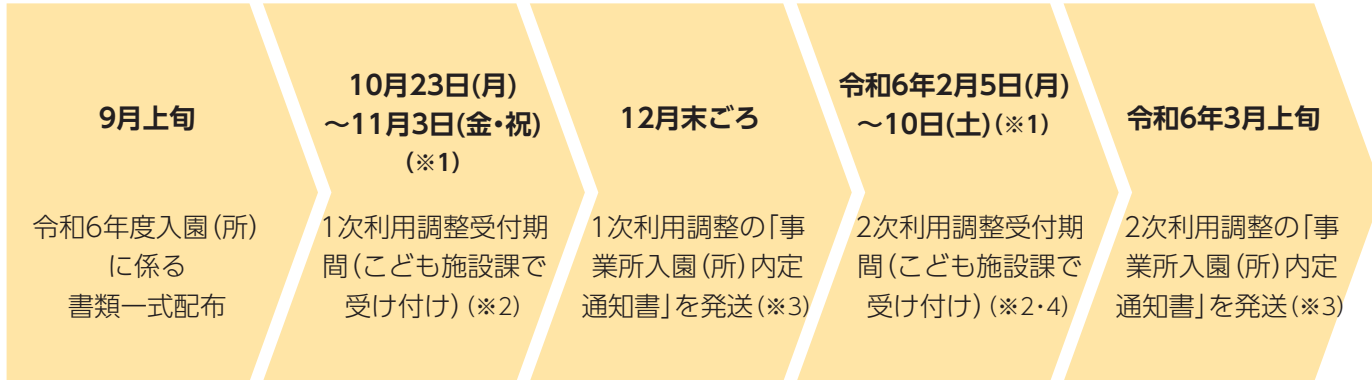 9月上旬
令和6年度入園(所)
に係る
書類一式配布
10月23日(月)
～11月3日(金・祝)
(※1)
1次利用調整受付期
間(こども施設課で
受け付け)(※2)
12月末ごろ
1次利用調整の「事
業所入園(所)内定
通知書」を発送(※3)
令和6年2月5日(月)
～10日(土)(※1)
2次利用調整受付期
間(こども施設課で
受け付け)(※2・4)
令和6年3月上旬
2次利用調整の「事
業所入園(所)内定
通知書」を発送(※3)